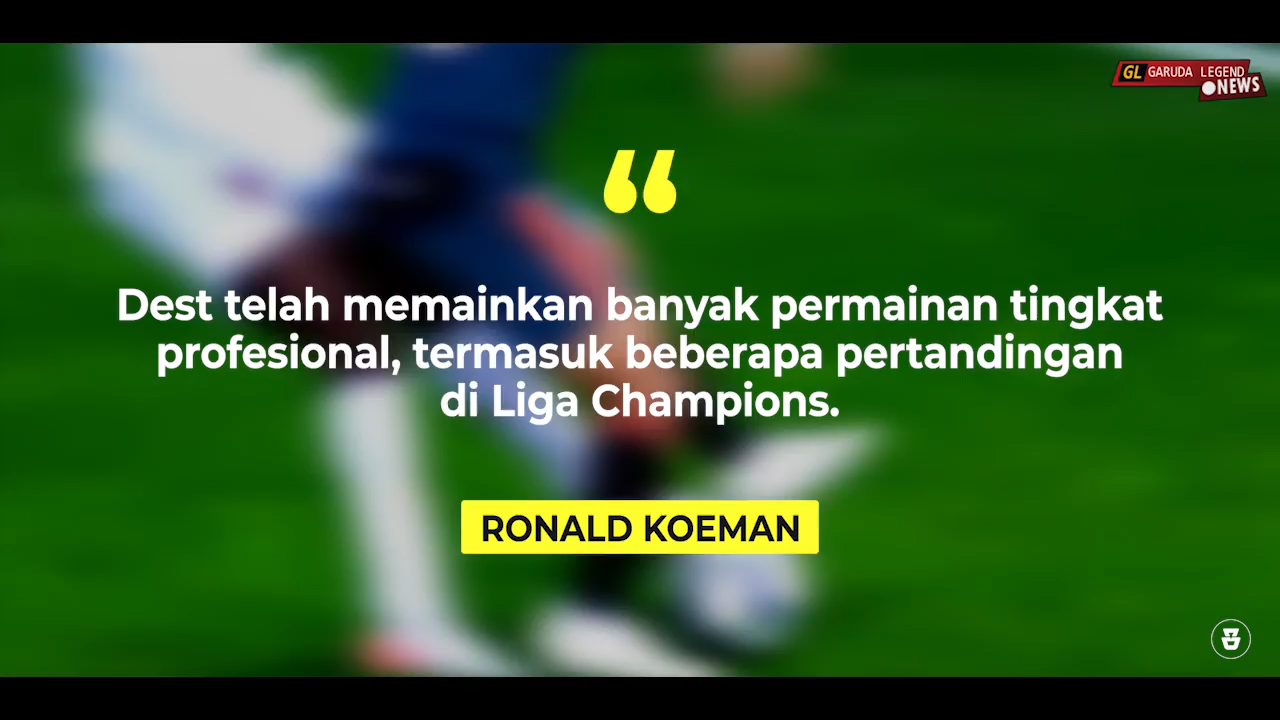 GL GARUDA LEGEND
NEWS
“
Dest telah memainkan banyak permainan tingkat
profesional, termasuk beberapa pertandingan
di Liga Champions.
RONALD KOEMAN